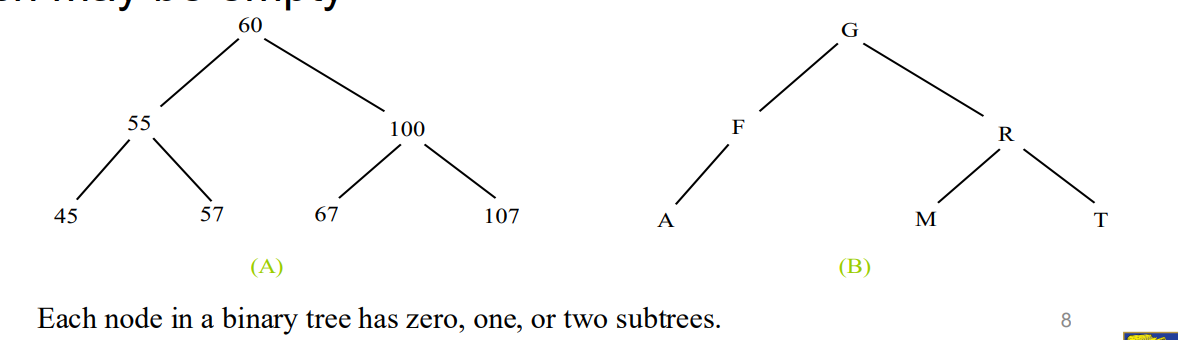 60
G
55
100
F
R
45
57
67
107
A
M
T
(A)
(B)
Each node in a binary tree has zero, one, or two subtrees.
8